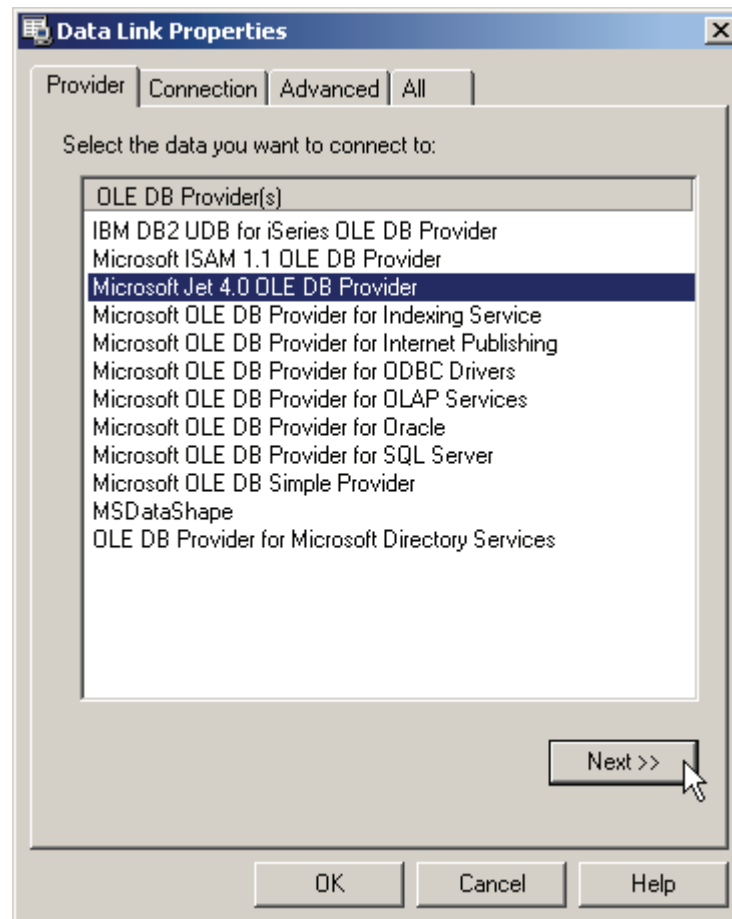 Data Link Properties
Provider Connection Advanced All
Select the data you want to connect to:
OLE DB Provider(s)
IBM DB2 UDB for iSeries OLE DB Provider
Microsoft ISAM 1.1 OLE DB Provider
Microsoft Jet 4.0 OLE DB Provider
Microsoft OLE DB Provider for Indexing Service
Microsoft OLE DB Provider for Internet Publishing
Microsoft OLE DB Provider for ODBC Drivers
Microsoft OLE DB Provider for OLAP Services
Microsoft OLE DB Provider for Oracle
Microsoft OLE DB Provider for SQL Server
Microsoft OLE DB Simple Provider
MSDataShape
OLE DB Provider for Microsoft Directory Services
Next >>
OK Cancel Help